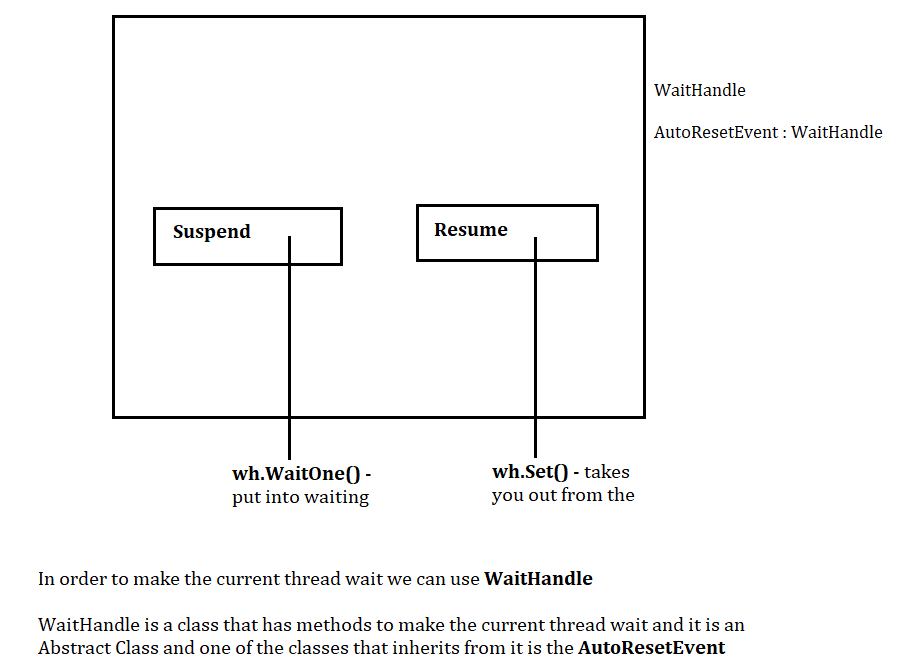 WaitHandle
AutoResetEvent : WaitHandle
Suspend
Resume
wh.WaitOne() -
put into waiting
wh.Set() - takes
you out from the
In order to make the current thread wait we can use WaitHandle
WaitHandle is a class that has methods to make the current thread wait and it is an
Abstract Class and one of the classes that inherits from it is the AutoResetEvent